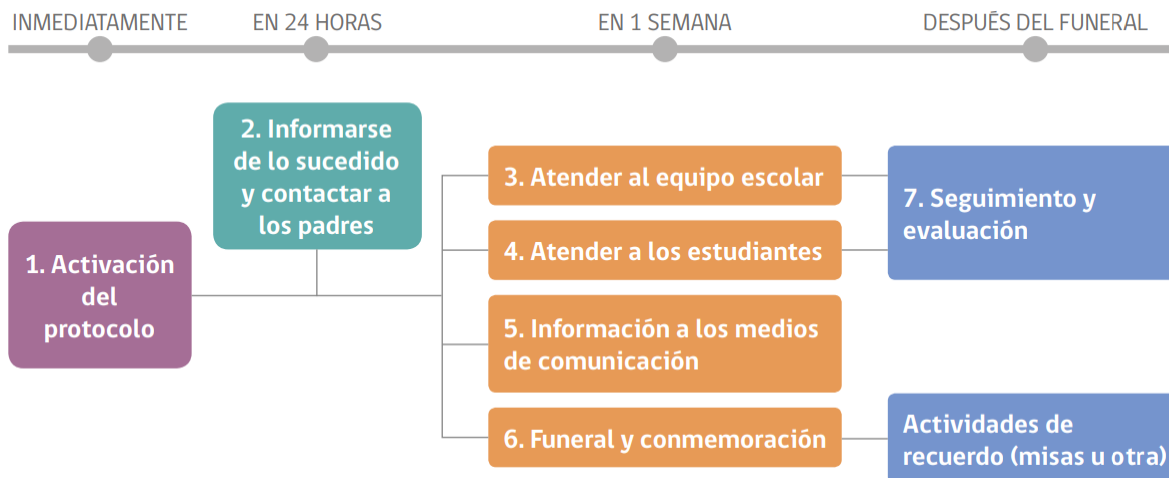 INMEDIATAMENTE
EN 24 HORAS
EN 1 SEMANA
DESPUÉS DEL FUNERAL
1. Activación
del
protocolo
2. Informarse
de lo sucedido
y contactar a
los padres
3. Atender al equipo escolar
4. Atender a los estudiantes
5. Información a los medios
de comunicación
6. Funeral y conmemoración
7. Seguimiento y
evaluación
Actividades de
recuerdo (misas u otra)